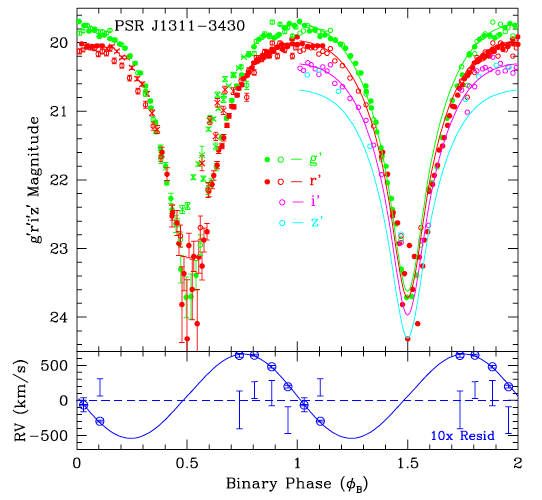 PSR J1311-3430
20
21
22
23
24
g'r'i'z' Magnitude
g'
r'
i'
z'
500
0
-500
RV (km/s)
10x Resid
0 0.5 1 1.5 2
Binary Phase (ϕB)